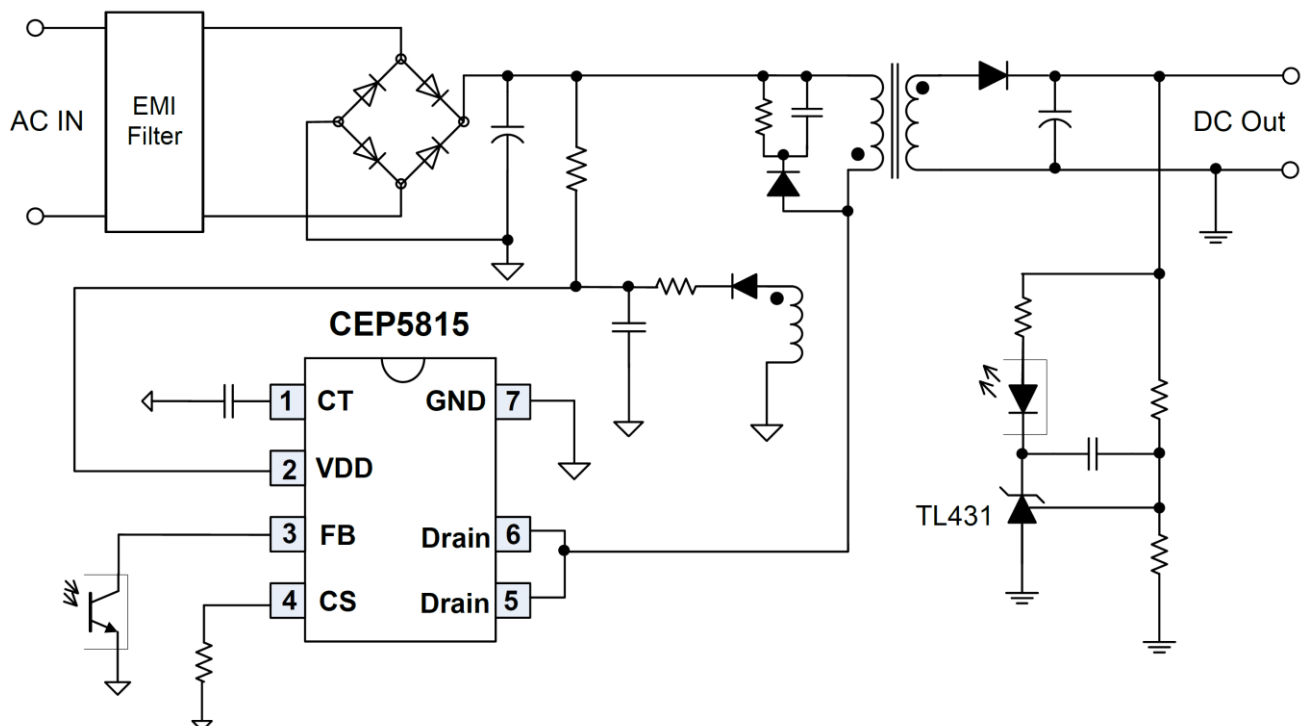 AC IN
EMI
Filter
DC Out
CEP5815
1 CT
GND 7
2 VDD
3 FB
Drain 6
4 CS
Drain 5
TL431